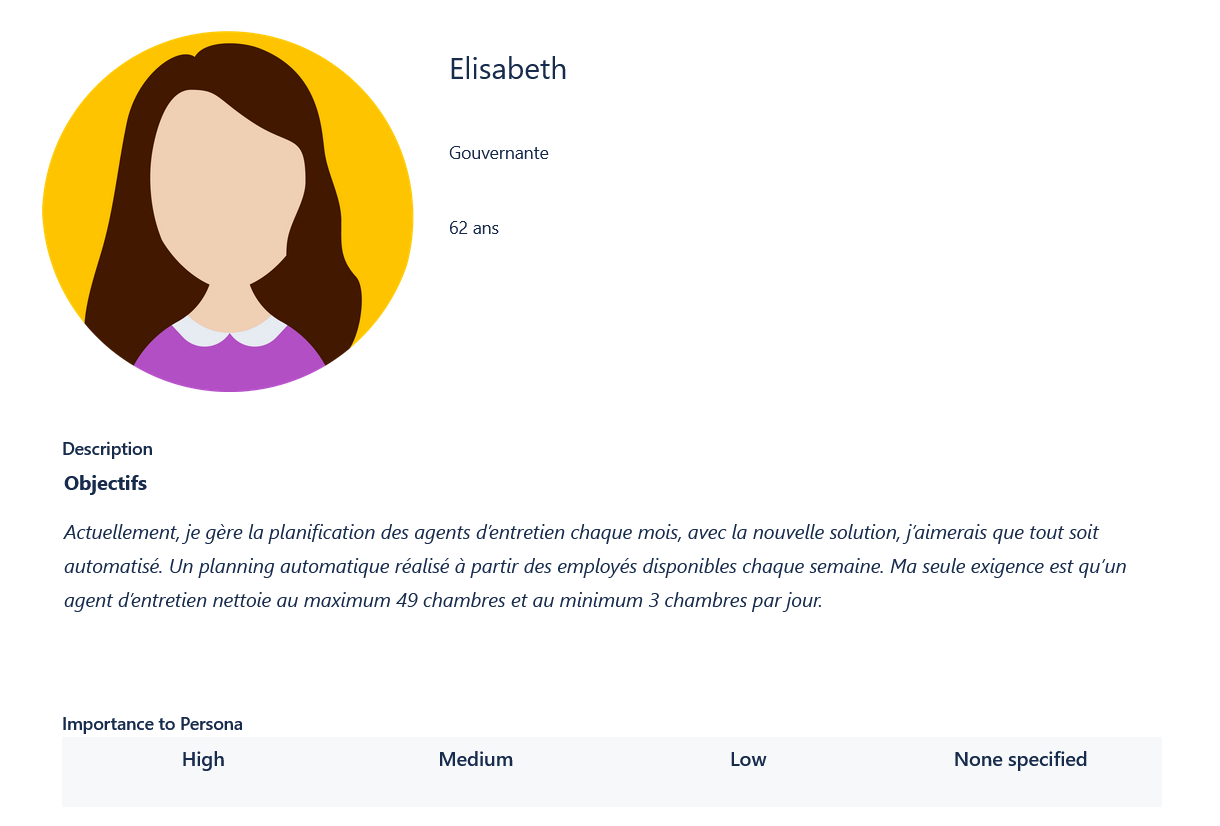 Elisabeth
Gouvernante
62 ans
Description
Objectifs
Actuellement, je gère la planification des agents d’entretien chaque mois, avec la nouvelle solution, j’aimerais que tout soit
automatisé. Un planning automatique réalisé à partir des employés disponibles chaque semaine. Ma seule exigence est qu’un
agent d’entretien nettoie au maximum 49 chambres et au minimum 3 chambres par jour.
Importance to Persona
High Medium Low None specified